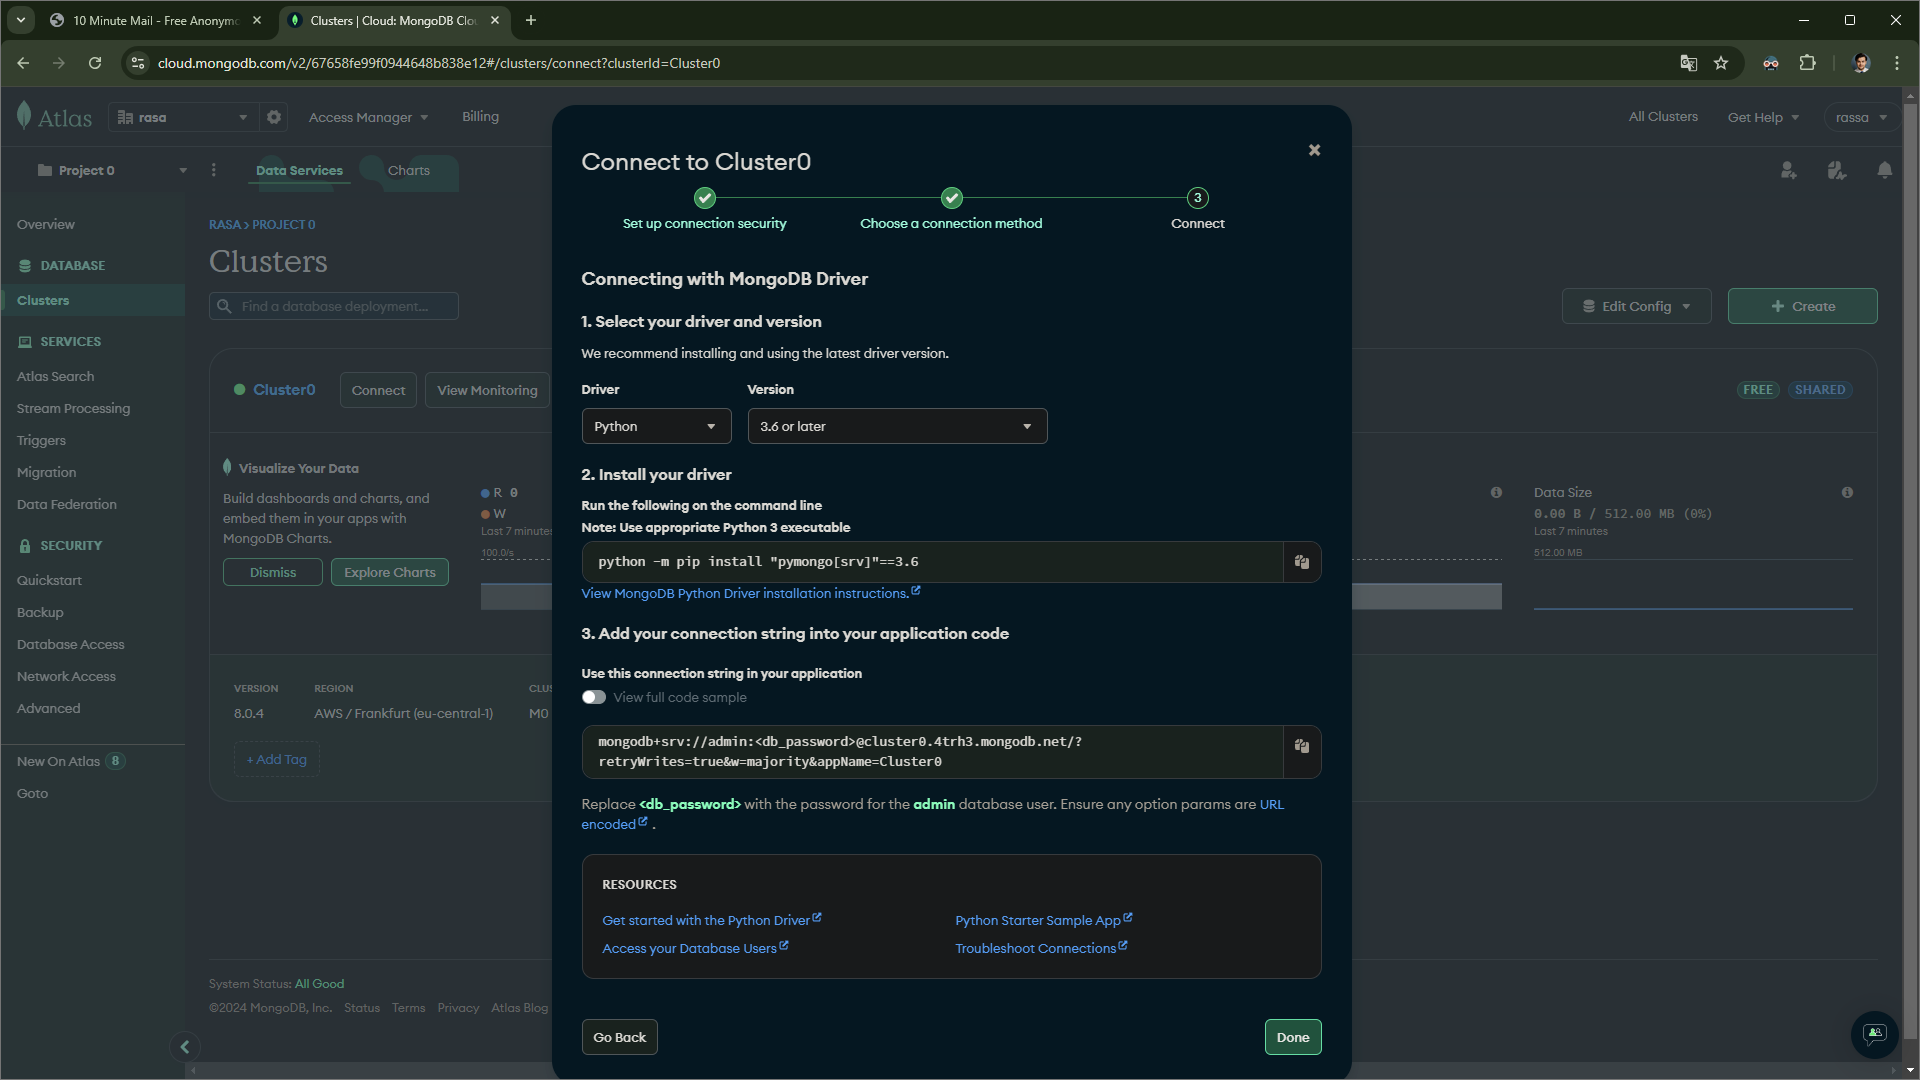 10 Minute Mail - Free Anonym
Clusters | Cloud: MongoDB Clo
cloud.mongodb.com/v2/67658fe99f0944648b838e12#/clusters/connect?clusterId=Cluster0
Atlas
rasa
Access Manager
Billing
All Clusters
Get Help
rassa
Project 0
Data Services
Charts
Overview
DATABASE
Clusters
SERVICES
Atlas Search
Stream Processing
Triggers
Migration
Data Federation
SECURITY
Quickstart
Backup
Database Access
Network Access
Advanced
New On Atlas 8
Goto
RASA > PROJECT 0
Clusters
Find a database deployment...
Edit Config
+ Create
Cluster0
Connect
View Monitoring
FREE
SHARED
Visualize Your Data
Build dashboards and charts, and
embed them in your apps with
MongoDB Charts.
Dismiss
Explore Charts
R 0
W
Last 7 minutes
100.0/s
Data Size
0.00 B / 512.00 MB (0%)
Last 7 minutes
512.00 MB
VERSION
REGION
CLUS
8.0.4
AWS / Frankfurt (eu-central-1)
M0
+ Add Tag
System Status: All Good
©2024 MongoDB, Inc.
Status
Terms
Privacy
Atlas Blog
Connect to Cluster0
Set up connection security
Choose a connection method
3
Connect
Connecting with MongoDB Driver
1. Select your driver and version
We recommend installing and using the latest driver version.
Driver
Version
Python
3.6 or later
2. Install your driver
Run the following on the command line
Note: Use appropriate Python 3 executable
python -m pip install "pymongo[srv]"==3.6
View MongoDB Python Driver installation instructions.
3. Add your connection string into your application code
Use this connection string in your application
View full code sample
mongodb+srv://admin:<db_password>@cluster0.4trh3.mongodb.net/?
retryWrites=true&w=majority&appName=Cluster0
Replace <db_password> with the password for the admin database user. Ensure any option params are URL
encoded .
RESOURCES
Get started with the Python Driver
Python Starter Sample App
Access your Database Users
Troubleshoot Connections
Go Back
Done